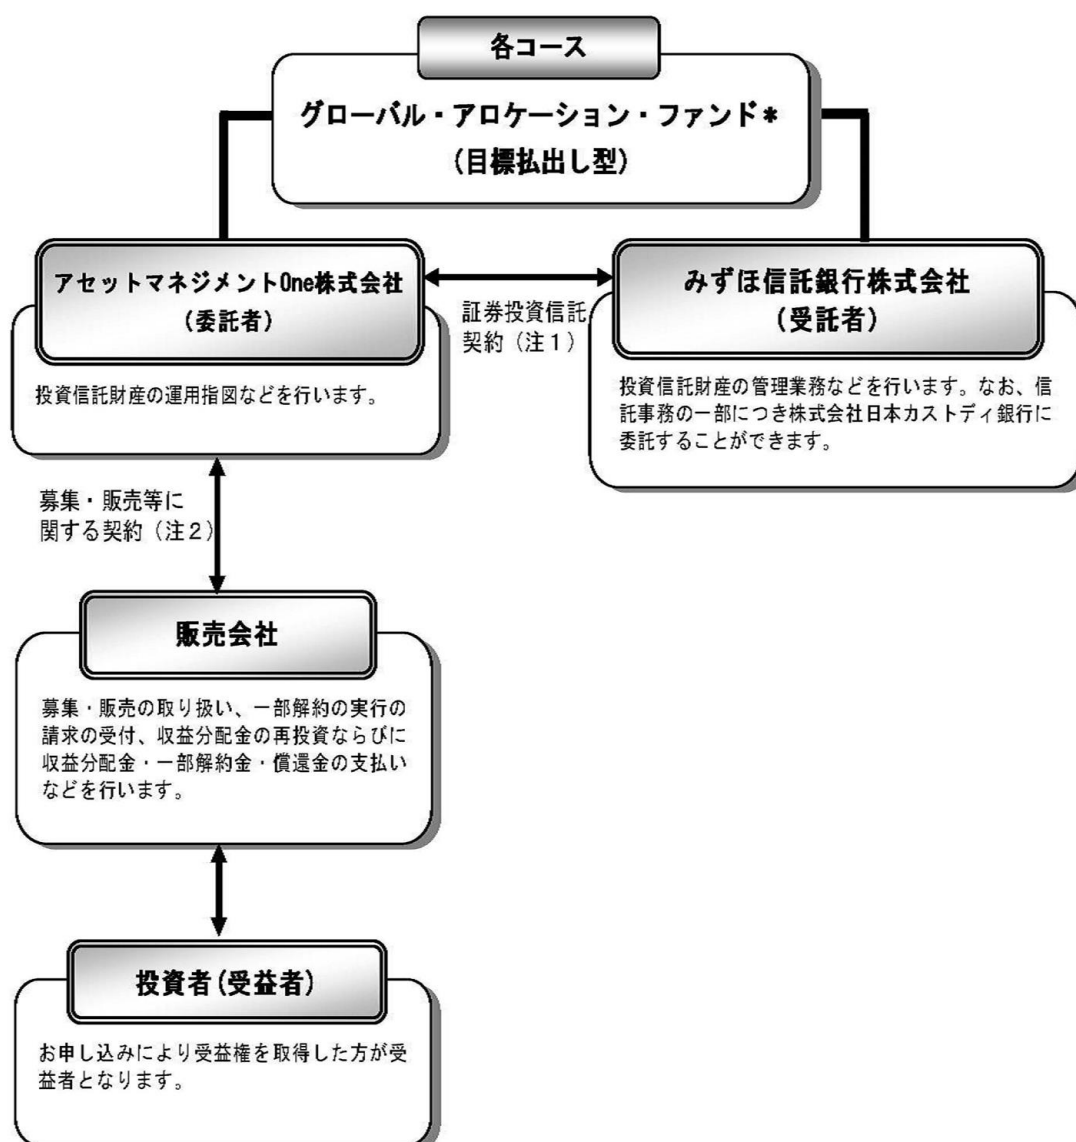 各コース
グローバル・アロケーション・ファンド＊
(目標払出し型)
アセットマネジメントOne株式会社
(委託者)
投資信託財産の運用指図などを行います。
証券投資信託
契約（注１）
みずほ信託銀行株式会社
(受託者)
投資信託財産の管理業務などを行います。なお、信
託事務の一部につき株式会社日本カストディ銀行に
委託することができます。
募集・販売等に
関する契約（注２）
販売会社
募集・販売の取り扱い、一部解約の実行の
請求の受付、収益分配金の再投資ならびに
収益分配金・一部解約金・償還金の支払い
などを行います。
投資者(受益者)
お申し込みにより受益権を取得した方が受
益者となります。